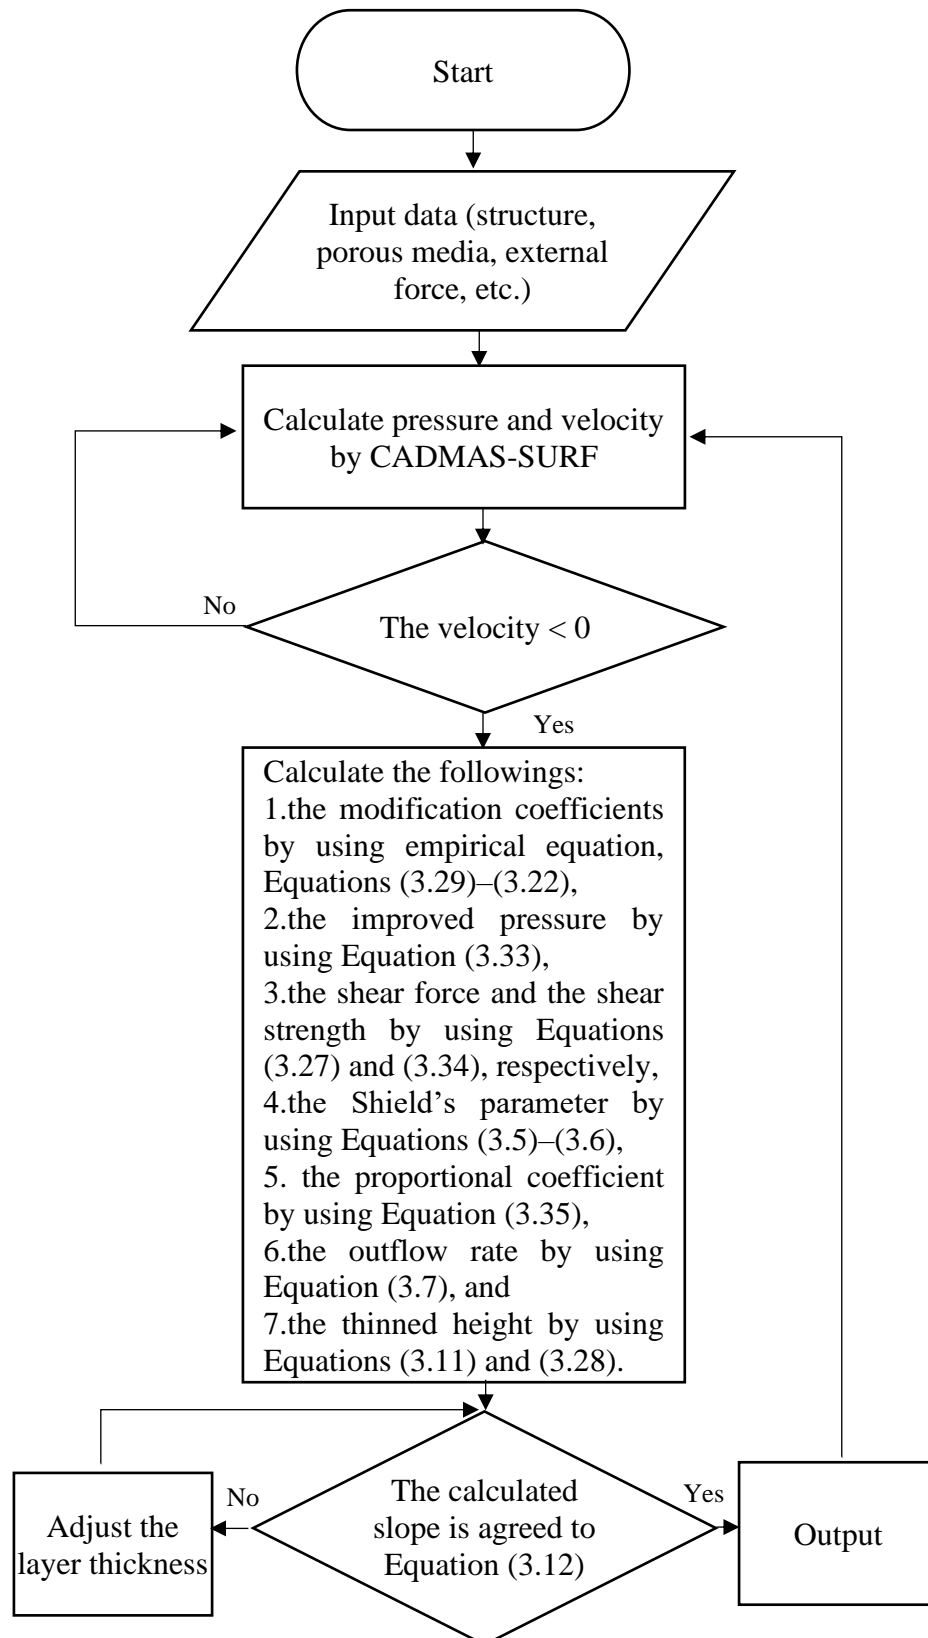 Start
Input data (structure,
porous media, external
force, etc.)
Calculate pressure and velocity
by CADMAS-SURF
No
The velocity < 0
Yes
Calculate the followings:
1.the modification coefficients
by using empirical equation,
Equations (3.29)–(3.22),
2.the improved pressure by
using Equation (3.33),
3.the shear force and the shear
strength by using Equations
(3.27) and (3.34), respectively,
4.the Shield’s parameter by
using Equations (3.5)–(3.6),
5. the proportional coefficient
by using Equation (3.35),
6.the outflow rate by using
Equation (3.7), and
7.the thinned height by using
Equations (3.11) and (3.28).
Adjust the
layer thickness
No
The calculated
slope is agreed to
Equation (3.12)
Yes
Output